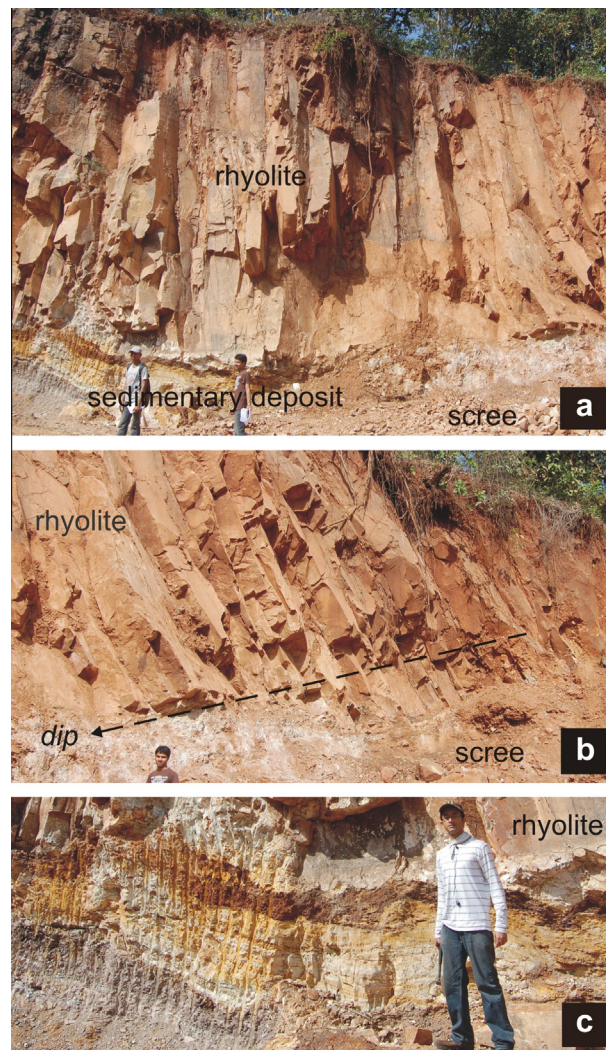 rhyolite
sedimentary deposit
scree
a
rhyolite
dip
scree
b
rhyolite
c